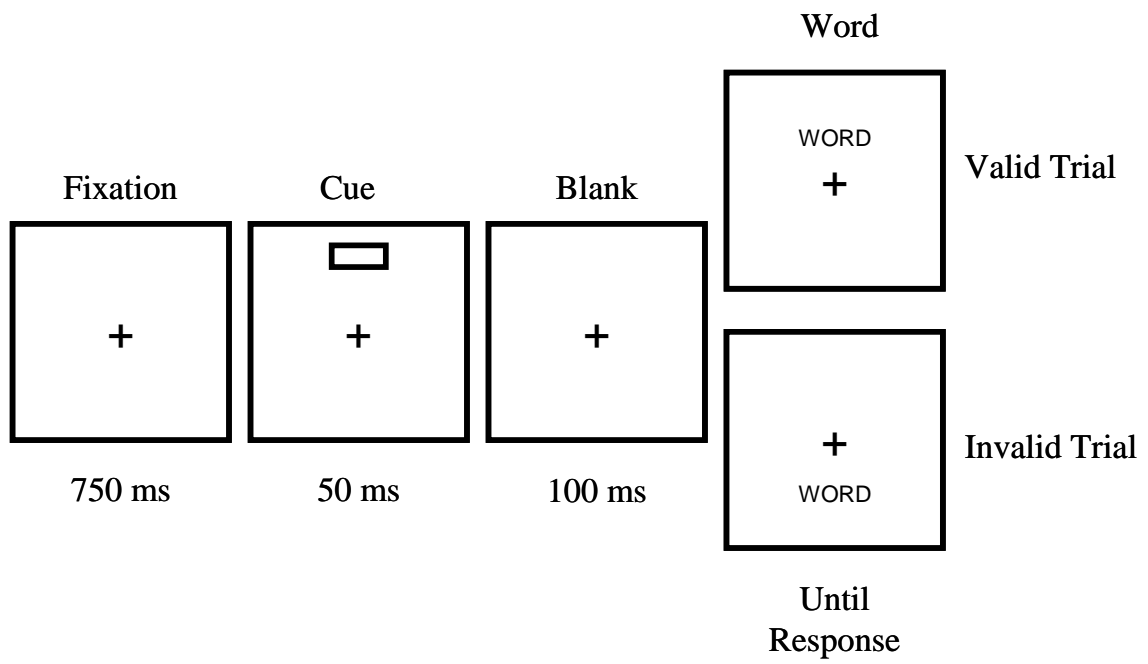 Word
WORD
Valid Trial
Fixation
Cue
Blank
Invalid Trial
WORD
750 ms
50 ms
100 ms
Until
Response